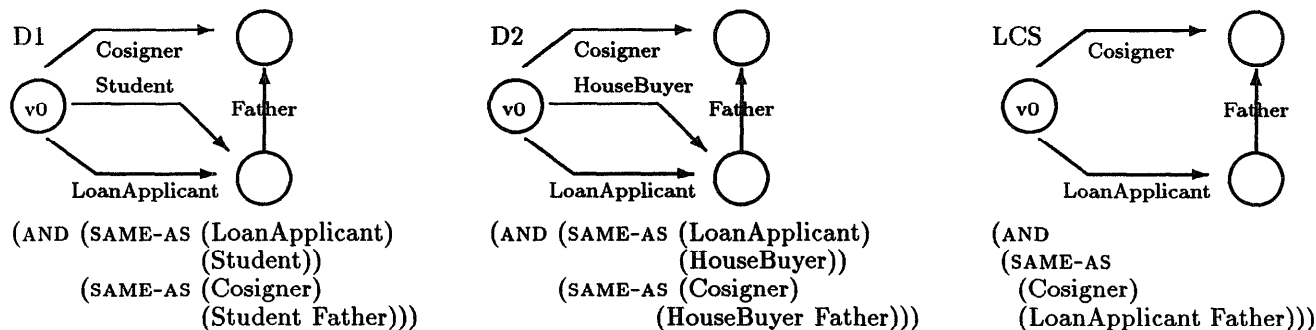 D1
Cosigner
Student
v0
Father
LoanApplicant
(AND (SAME-AS (LoanApplicant)
(Student))
(SAME-AS (Cosigner)
(Student Father)))
D2
Cosigner
HouseBuyer
v0
Father
LoanApplicant
(AND (SAME-AS (LoanApplicant)
(HouseBuyer))
(SAME-AS (Cosigner)
(HouseBuyer Father)))
LCS
Cosigner
v0
Father
LoanApplicant
(AND
(SAME-AS
(Cosigner)
(LoanApplicant Father)))